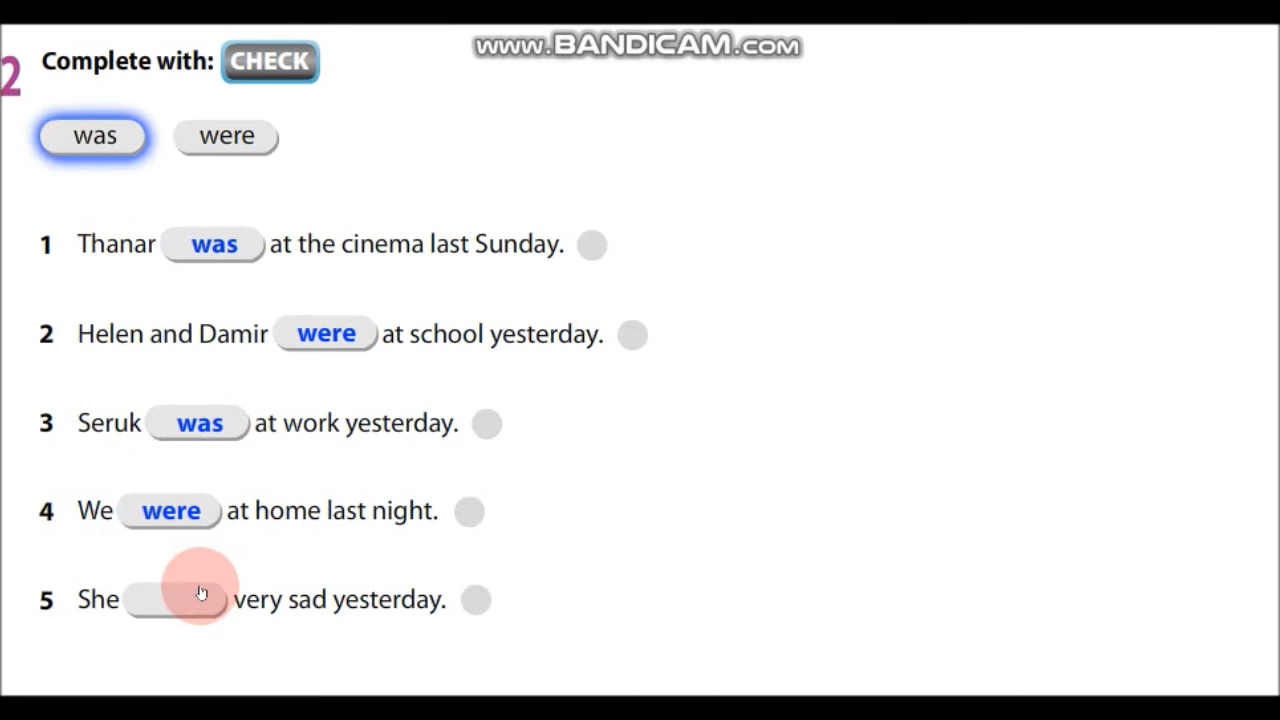 www.BANDICAM.com
2 Complete with: CHECK
was were
1 Thanar was at the cinema last Sunday.
2 Helen and Damir were at school yesterday.
3 Seruk was at work yesterday.
4 We were at home last night.
5 She very sad yesterday.